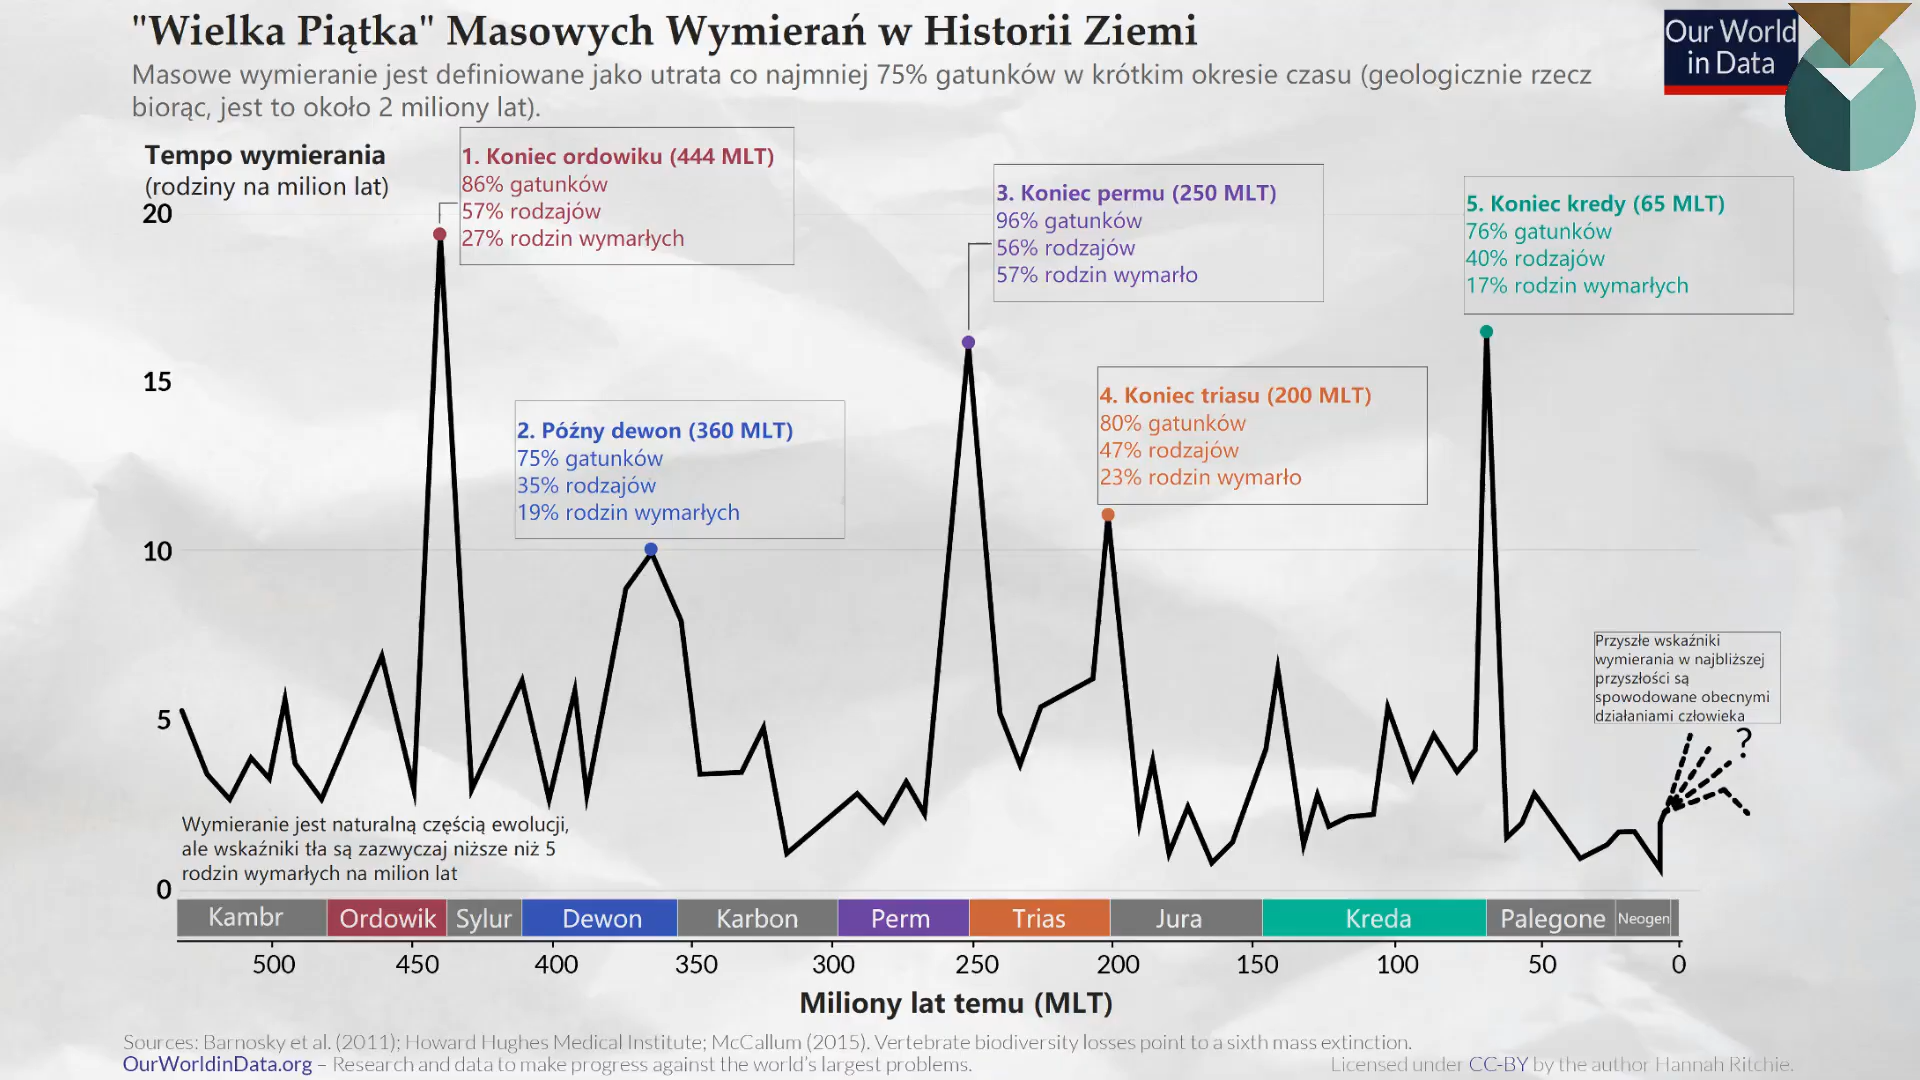 "Wielka Piątka" Masowych Wymierań w Historii Ziemi
Masowe wymieranie jest definiowane jako utrata co najmniej 75% gatunków w krótkim okresie czasu (geologicznie rzecz
biorąc, jest to około 2 miliony lat).
Our World
in Data
Tempo wymierania
(rodziny na milion lat)
20
15
10
5
0
1. Koniec ordowiku (444 MLT)
86% gatunków
57% rodzajów
27% rodzin wymarłych
2. Późny dewon (360 MLT)
75% gatunków
35% rodzajów
19% rodzin wymarłych
3. Koniec permu (250 MLT)
96% gatunków
56% rodzajów
57% rodzin wymarło
4. Koniec triasu (200 MLT)
80% gatunków
47% rodzajów
23% rodzin wymarło
5. Koniec kredy (65 MLT)
76% gatunków
40% rodzajów
17% rodzin wymarłych
Przyszłe wskaźniki
wymierania w najbliższej
przyszłości są
spowodowane obecnymi
działaniami człowieka
?
Wymieranie jest naturalną częścią ewolucji,
ale wskaźniki tła są zazwyczaj niższe niż 5
rodzin wymarłych na milion lat
Kambr Ordowik Sylur Dewon Karbon Perm Trias Jura Kreda Palegone Neogen
500 450 400 350 300 250 200 150 100 50 0
Miliony lat temu (MLT)
Sources: Barnosky et al. (2011); Howard Hughes Medical Institute; McCallum (2015). Vertebrate biodiversity losses point to a sixth mass extinction.
OurWorldinData.org – Research and data to make progress against the world's largest problems.
Licensed under CC-BY by the author Hannah Ritchie.